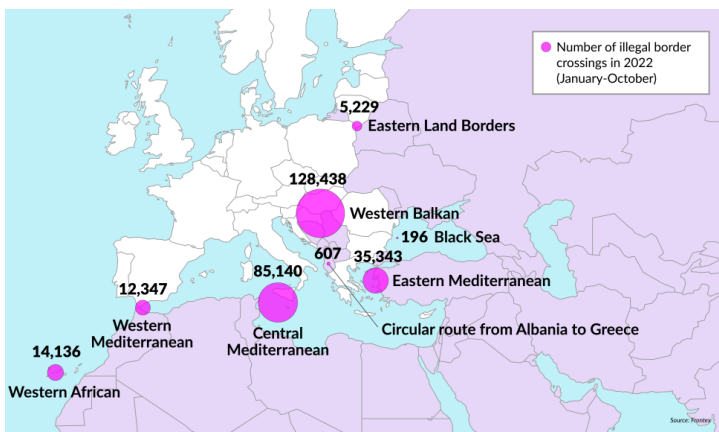 Number of illegal border
crossings in 2022
(January-October)
5,229
Eastern Land Borders
128,438
Western Balkan
196 Black Sea
607
35,343
85,140
Eastern Mediterranean
12,347
Circular route from Albania to Greece
Western
Mediterranean
Central
Mediterranean
14,136
Western African
Source: Frontex